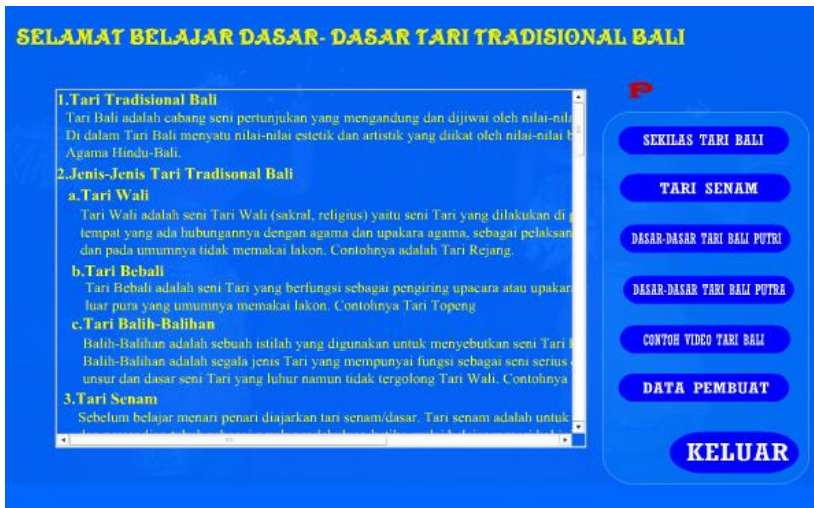 SELAMAT BELAJAR DASAR- DASAR TARI TRADISIONAL BALI
1.Tari Tradisional Bali
Tari Bali adalah cabang seni pertunjukan yang mengandung dan dijiwai oleh nilai-nila
Di dalam Tari Bali menyatu nilai-nilai estetik dan artistik yang diikat oleh nilai-nilai b
Agama Hindu-Bali.
2.Jenis-Jenis Tari Tradisonal Bali
a.Tari Wali
Tari Wali adalah seni Tari Wali (sakral, religius) yaitu seni Tari yang dilakukan di p
tempat yang ada hubungannya dengan agama dan upakara agama, sebagai pelaksan
dan pada umumnya tidak memakai lakon. Contohnya adalah Tari Rejang.
b.Tari Bebali
Tari Bebali adalah seni Tari yang berfungsi sebagai pengiring upacara atau upakar
luar pura yang umumnya memakai lakon. Contohnya Tari Topeng
c.Tari Balih-Balihan
Balih-Balihan adalah sebuah istilah yang digunakan untuk menyebutkan seni Tari
Balih-Balihan adalah segala jenis Tari yang mempunyai fungsi sebagai seni serius
unsur dan dasar seni Tari yang luhur namun tidak tergolong Tari Wali. Contohnya
3.Tari Senam
Sebelum belajar menari penari diajarkan tari senam/dasar. Tari senam adalah untuk
P
SEKILAS TARI BALI
TARI SENAM
DASAR-DASAR TARI BALI PUTRI
DASAR-DASAR TARI BALI PUTRA
CONTOH VIDEO TARI BALI
DATA PEMBUAT
KELUAR